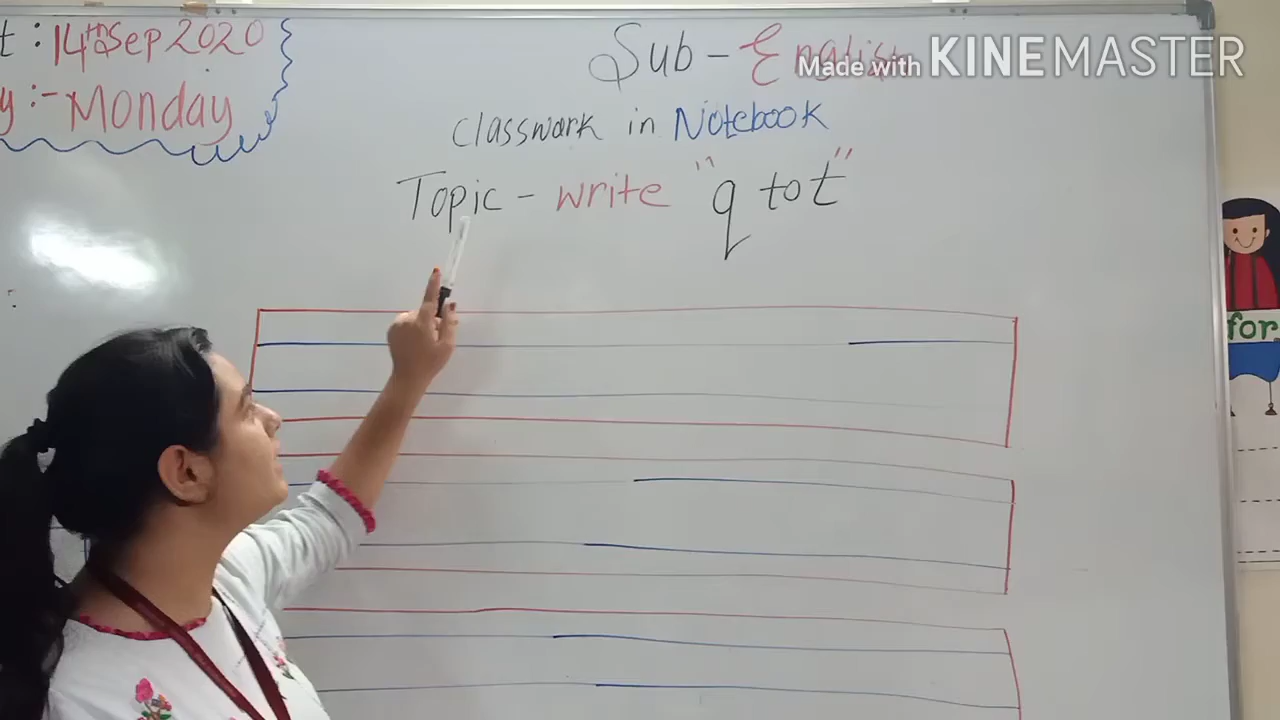 t : 14th Sep 2020
y :- Monday
Sub - English
Made with KINEMASTER
Classwork in Notebook
Topic - write "q to t"
for